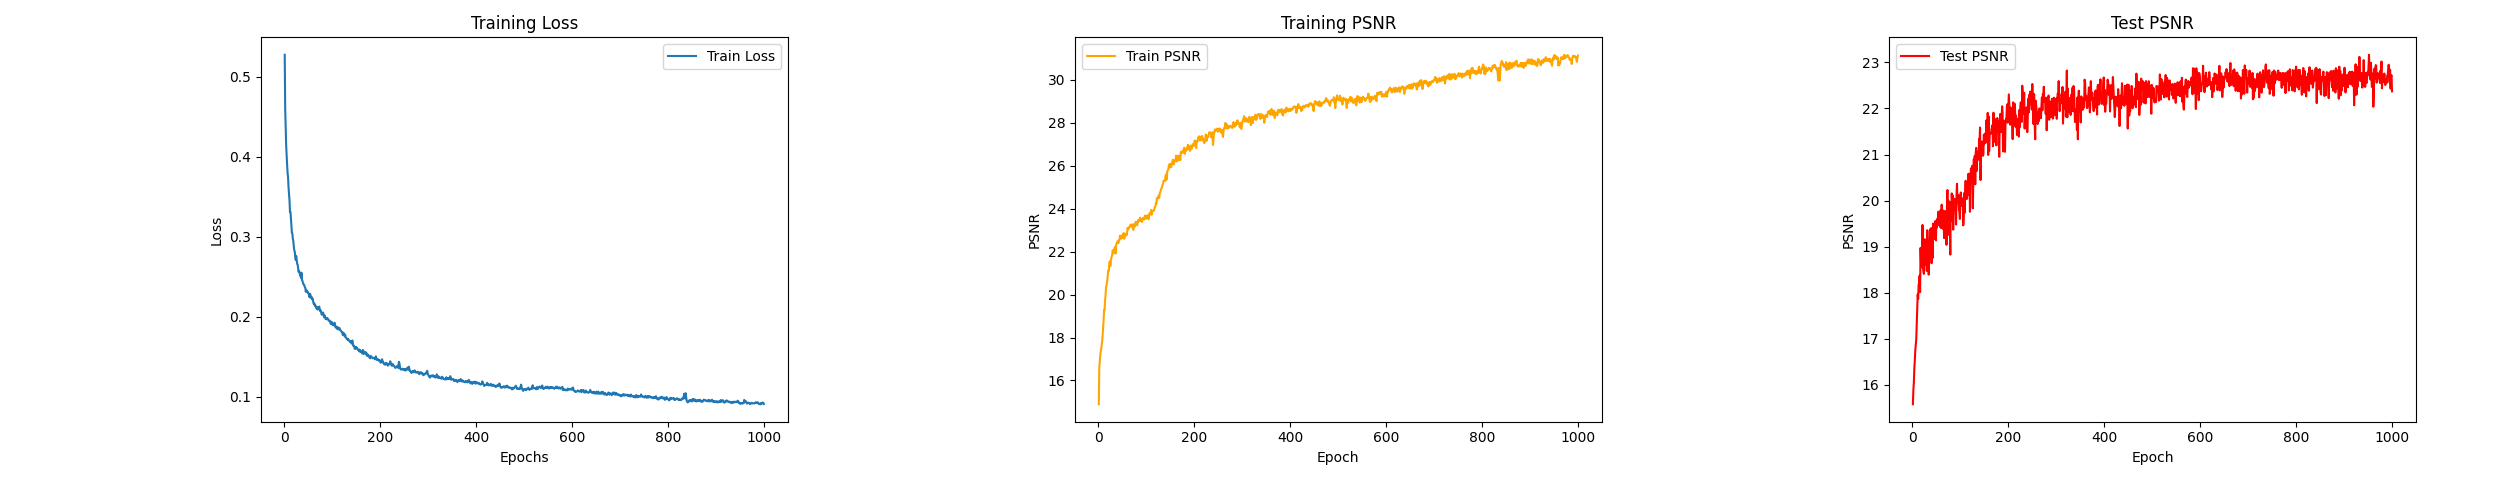 Training Loss
Train Loss
0.5
0.4
0.3
0.2
0.1
Loss
0 200 400 600 800 1000
Epochs
Training PSNR
Train PSNR
30
28
26
24
22
20
18
16
PSNR
0 200 400 600 800 1000
Epoch
Test PSNR
Test PSNR
23
22
21
20
19
18
17
16
PSNR
0 200 400 600 800 1000
Epoch